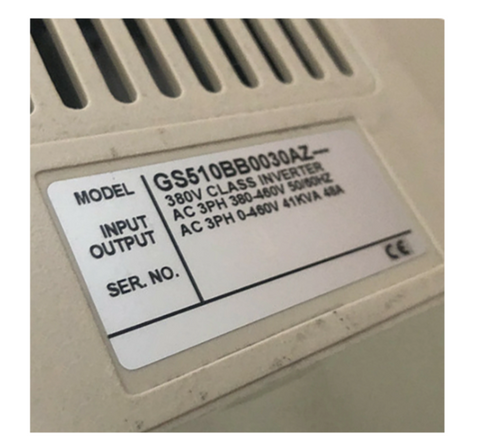 MODEL GS510BB0030AZ—
380V CLASS INVERTER
INPUT AC 3PH 380-460V 50/60HZ
OUTPUT AC 3PH 0-460V 41KVA 48A
SER. NO.
CE